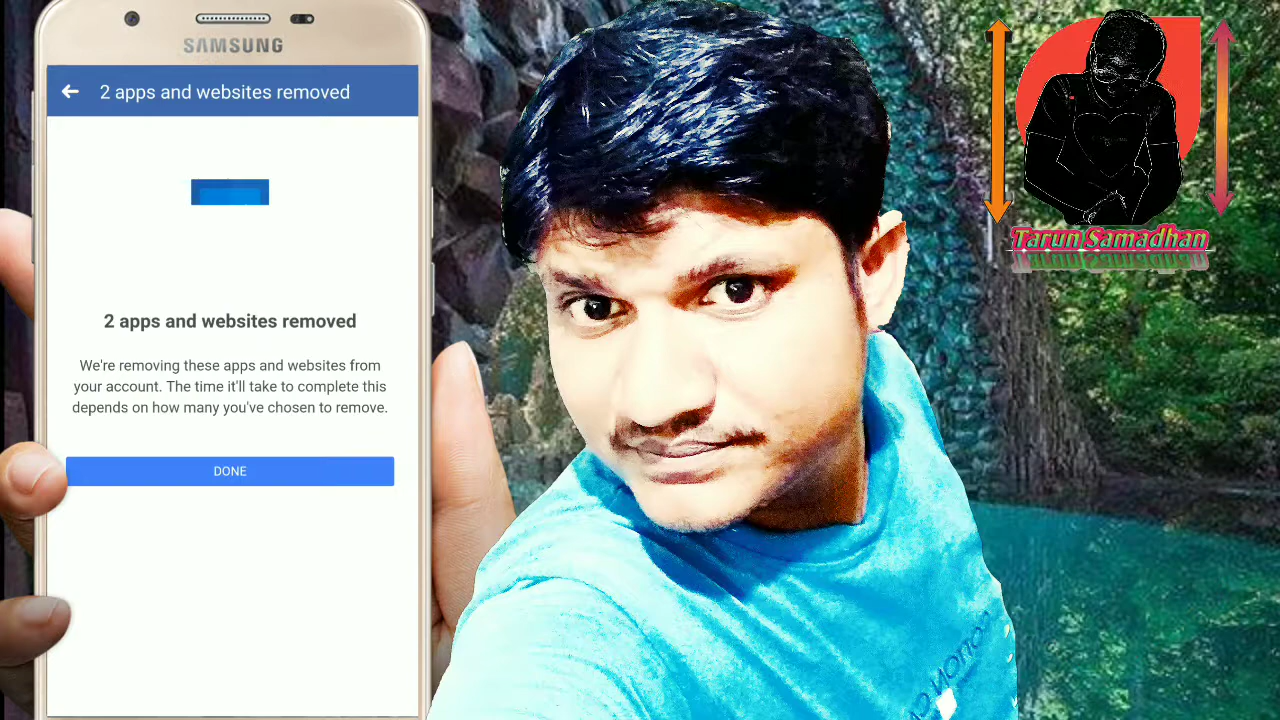 SAMSUNG
2 apps and websites removed
2 apps and websites removed
We're removing these apps and websites from
your account. The time it'll take to complete this
depends on how many you've chosen to remove.
DONE
Tarun Samadhan